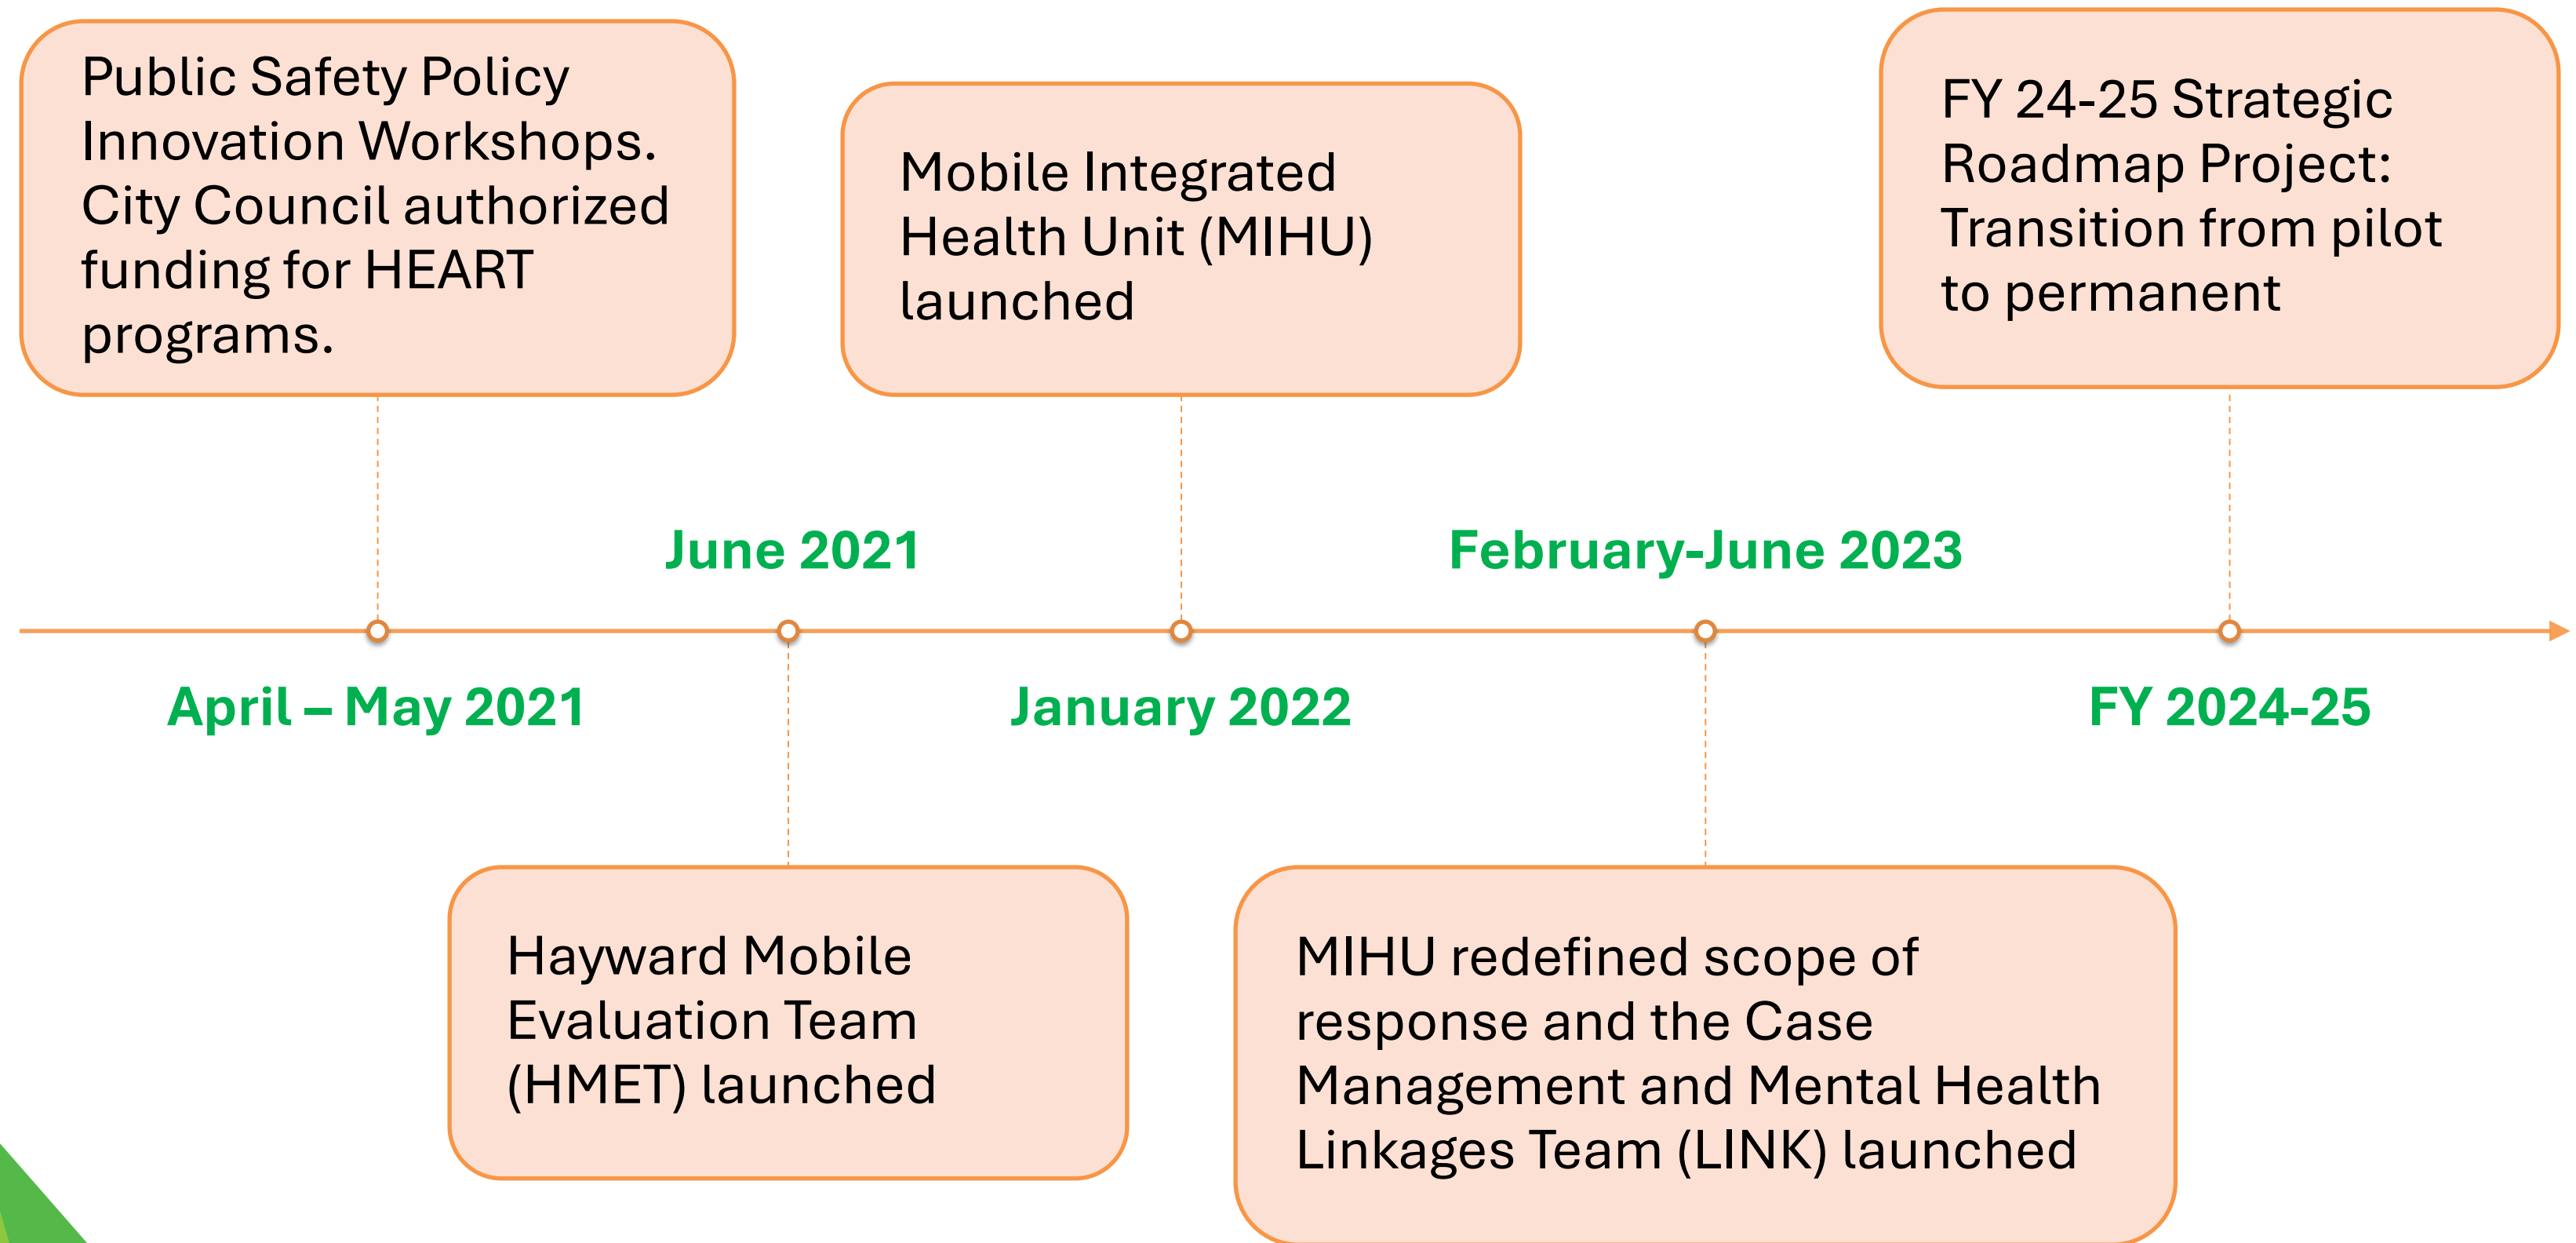 Public Safety Policy
Innovation Workshops.
City Council authorized
funding for HEART
programs.
Mobile Integrated
Health Unit (MIHU)
launched
FY 24-25 Strategic
Roadmap Project:
Transition from pilot
to permanent
June 2021
February-June 2023
April – May 2021
January 2022
FY 2024-25
Hayward Mobile
Evaluation Team
(HMET) launched
MIHU redefined scope of
response and the Case
Management and Mental Health
Linkages Team (LINK) launched